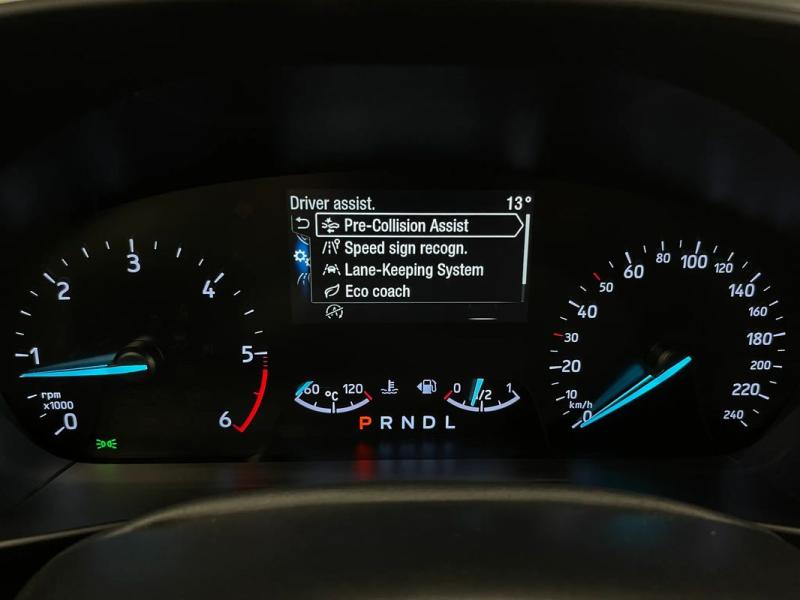 Driver assist. 13°
Pre-Collision Assist
Speed sign recogn.
Lane-Keeping System
Eco coach
0
1
2
3
4
5
6
rpm
x1000
60 °C 120
0 1/2 1
P R N D L
0
10
20
30
40
50
60
80
100
120
140
160
180
200
220
240
km/h